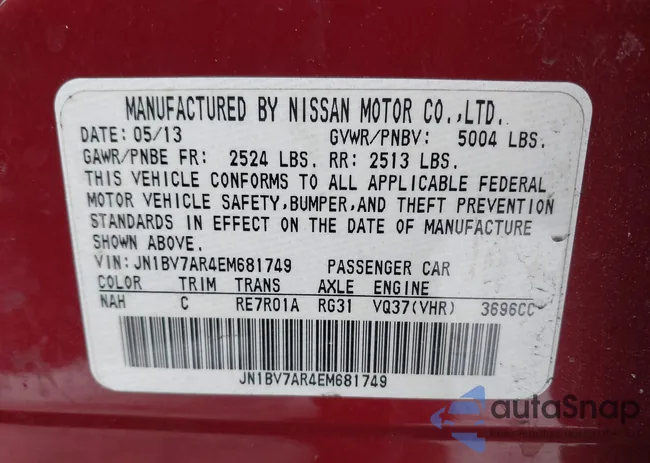 MANUFACTURED BY NISSAN MOTOR CO.,LTD.
DATE: 05/13 GVWR/PNBV: 5004 LBS.
GAWR/PNBE FR: 2524 LBS. RR: 2513 LBS.
THIS VEHICLE CONFORMS TO ALL APPLICABLE FEDERAL
MOTOR VEHICLE SAFETY,BUMPER,AND THEFT PREVENTION
STANDARDS IN EFFECT ON THE DATE OF MANUFACTURE
SHOWN ABOVE.
VIN: JN1BV7AR4EM681749 PASSENGER CAR
COLOR TRIM TRANS AXLE ENGINE
NAH C RE7R01A RG31 VQ37(VHR) 3696CC
JN1BV7AR4EM681749
autaSnap